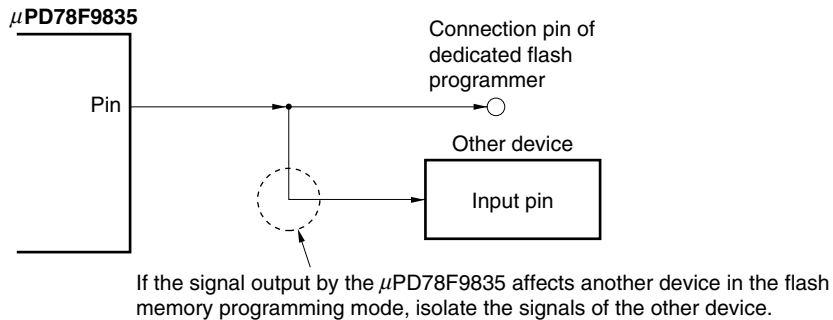 μPD78F9835
Connection pin of
dedicated flash
programmer
Pin
Other device
Input pin
If the signal output by the μPD78F9835 affects another device in the flash
memory programming mode, isolate the signals of the other device.